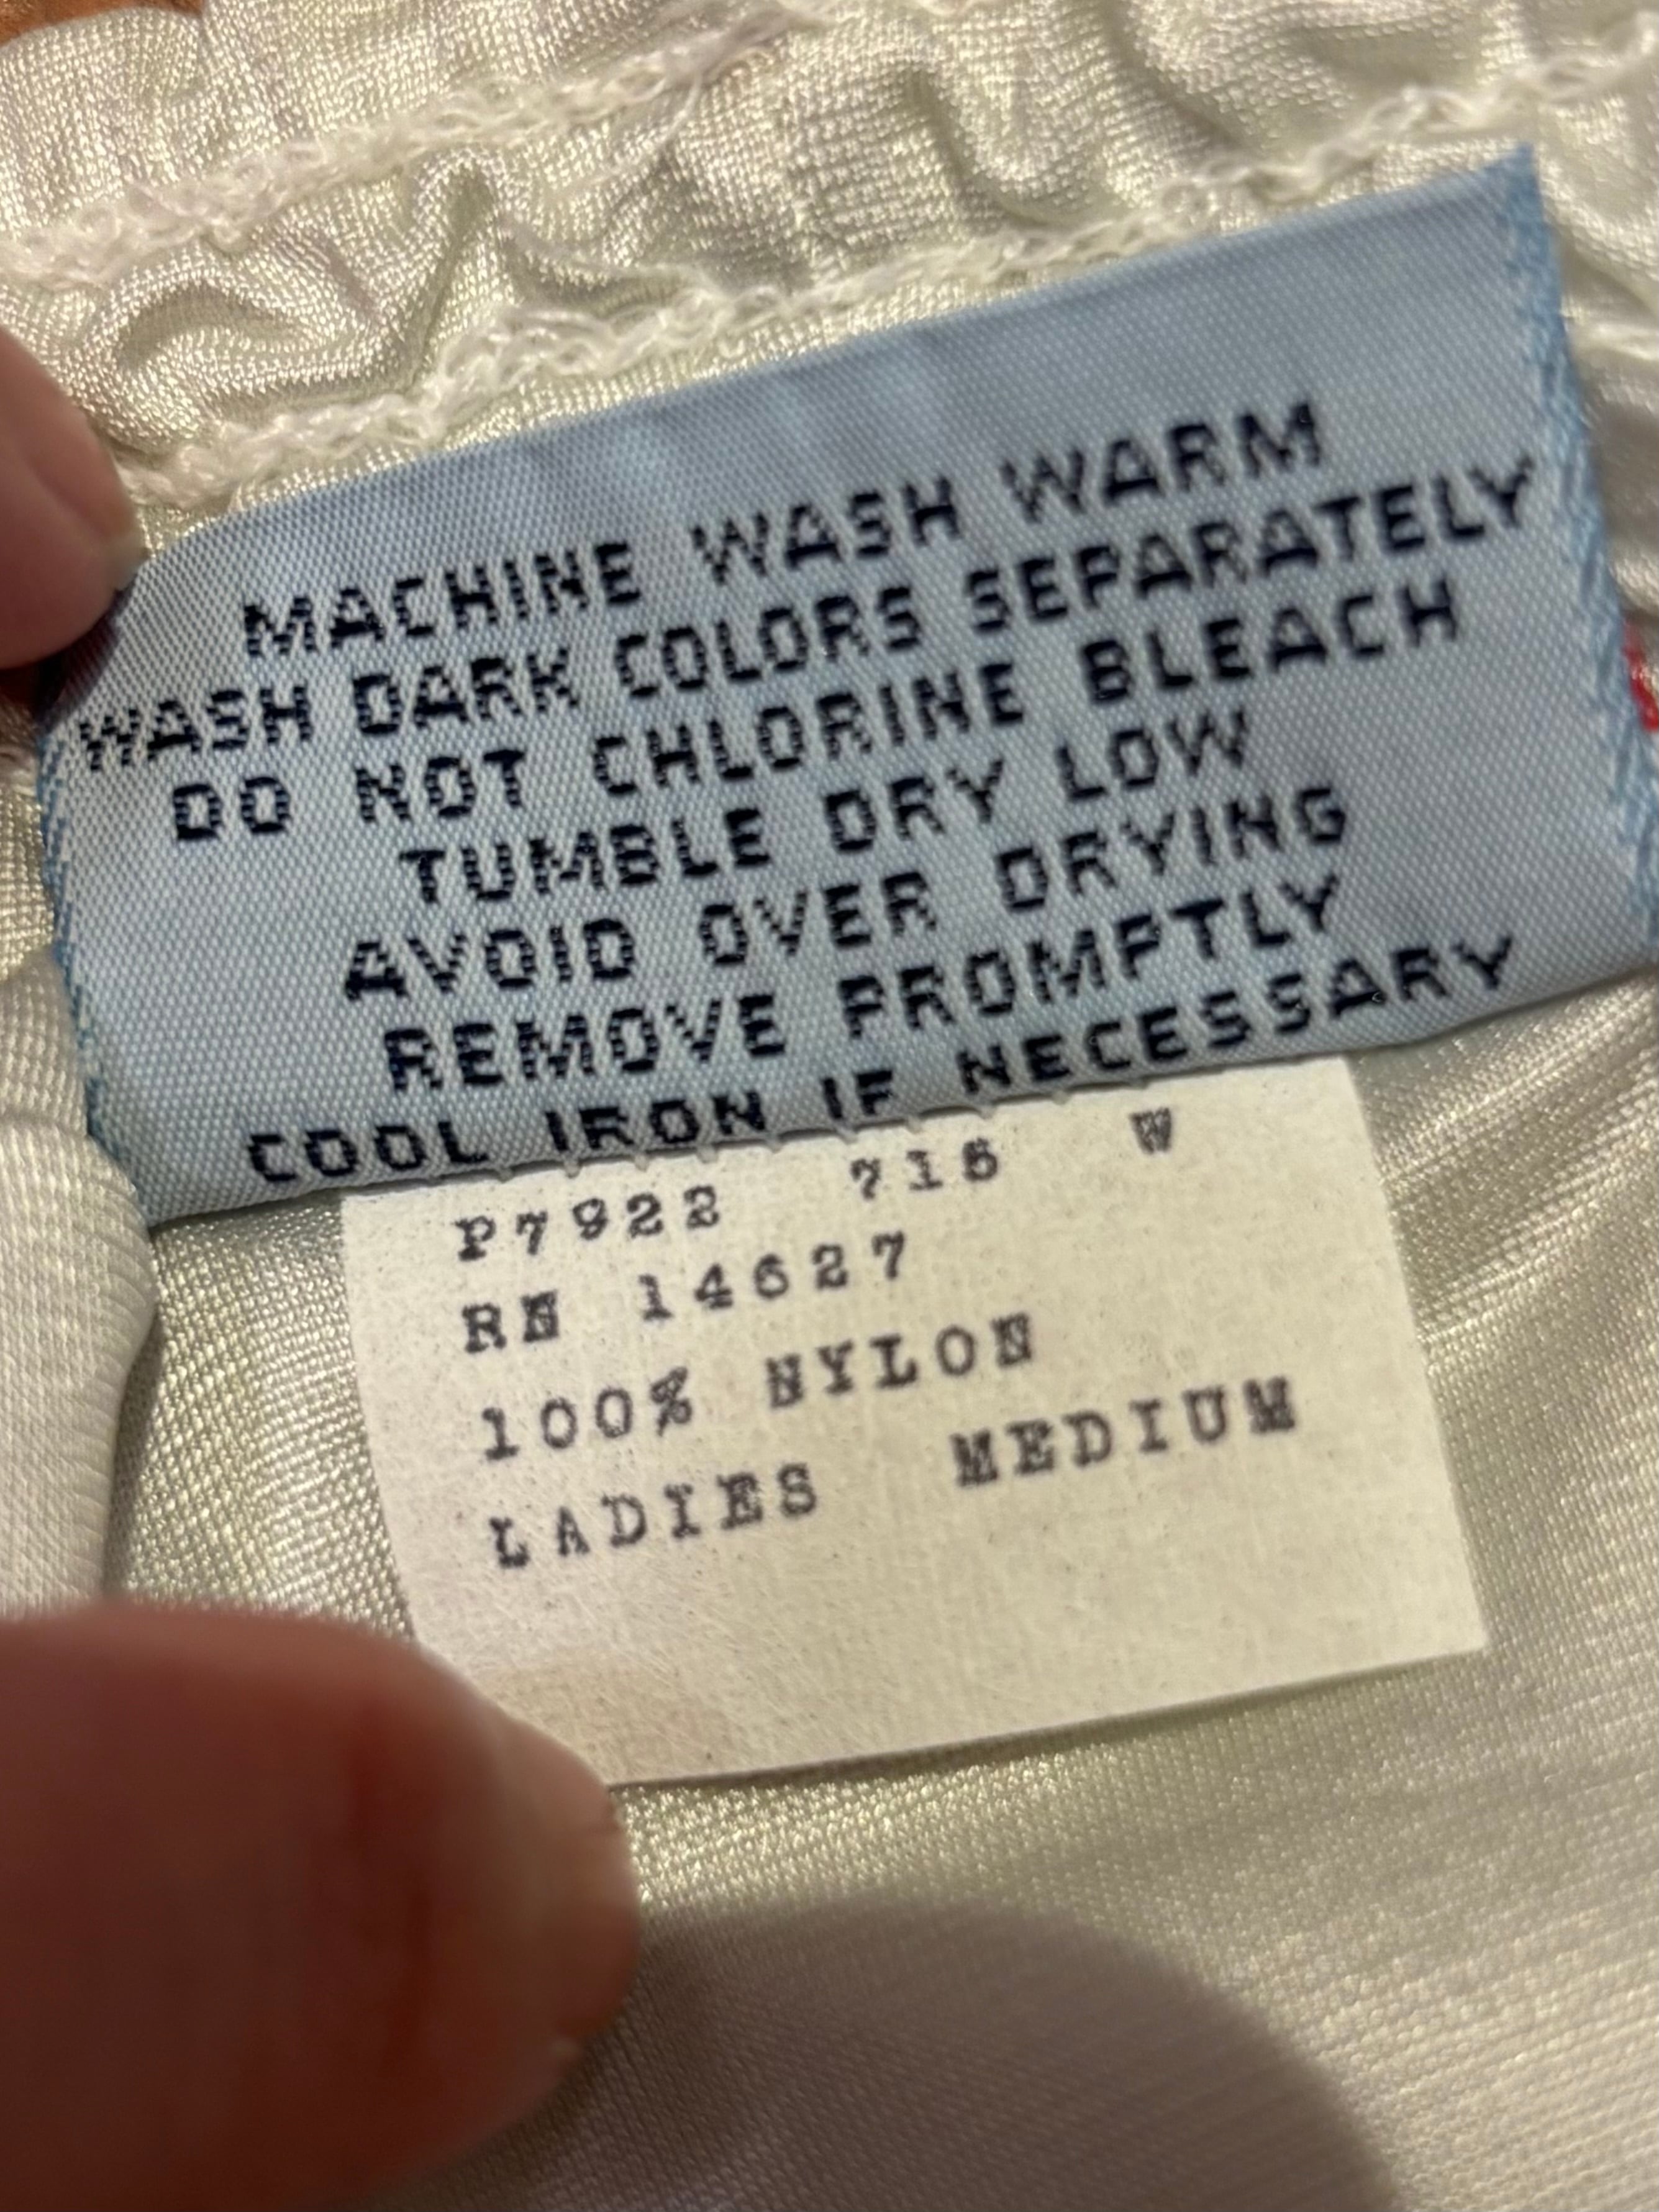 MACHINE WASH WARM
WASH DARK COLORS SEPARATELY
DO NOT CHLORINE BLEACH
TUMBLE DRY LOW
AVOID OVER DRYING
REMOVE PROMPTLY
COOL IRON IF NECESSARY
P7922 716 W
RN 14627
100% NYLON
LADIES MEDIUM